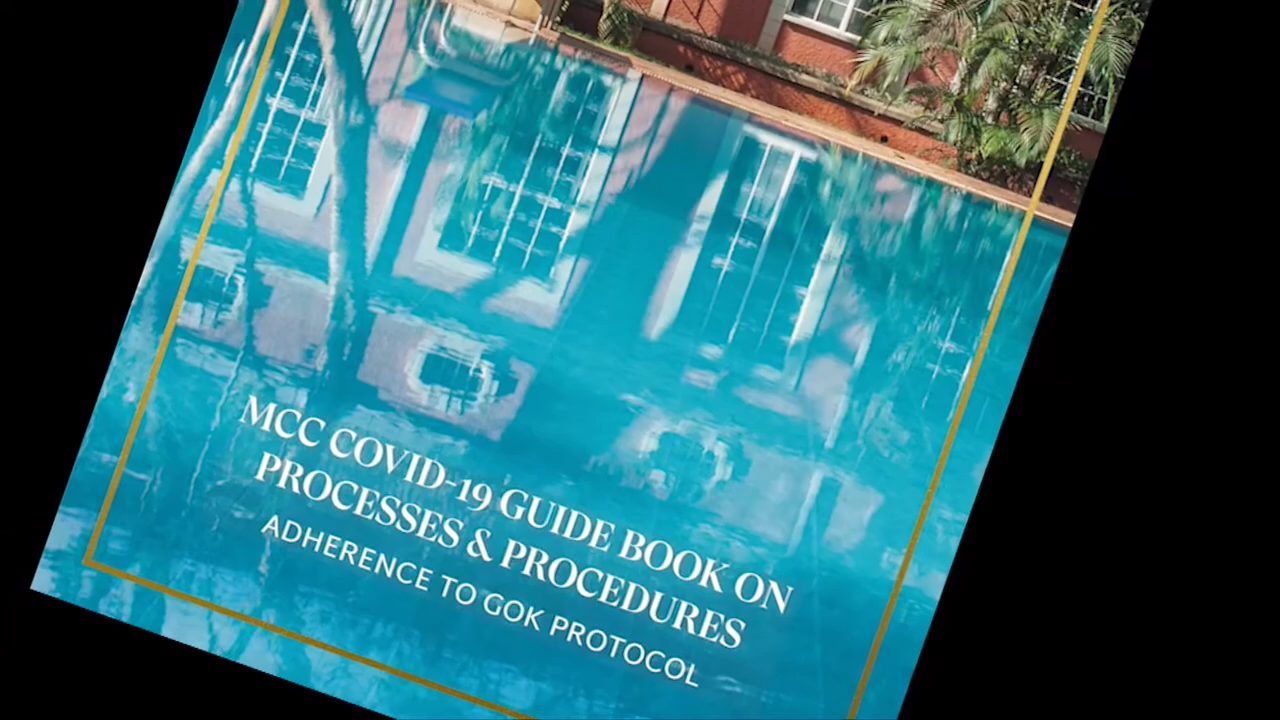 MCC COVID-19 GUIDE BOOK ON
PROCESSES & PROCEDURES
ADHERENCE TO GOK PROTOCOL